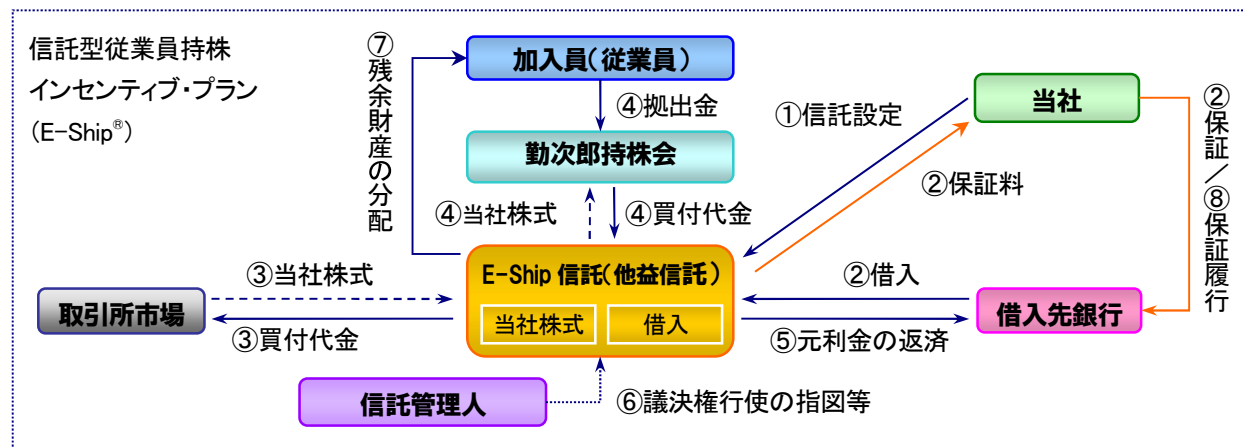 信託型従業員持株
インセンティブ・プラン
(E-Ship®)
⑦残余財産の分配
加入員(従業員)
④拠出金
勤次郎持株会
④当社株式
④買付代金
①信託設定
②保証料
当社
②保証/⑧保証履行
③当社株式
取引所市場
③買付代金
E-Ship 信託(他益信託)
当社株式
借入
②借入
⑤元利金の返済
借入先銀行
信託管理人
⑥議決権行使の指図等